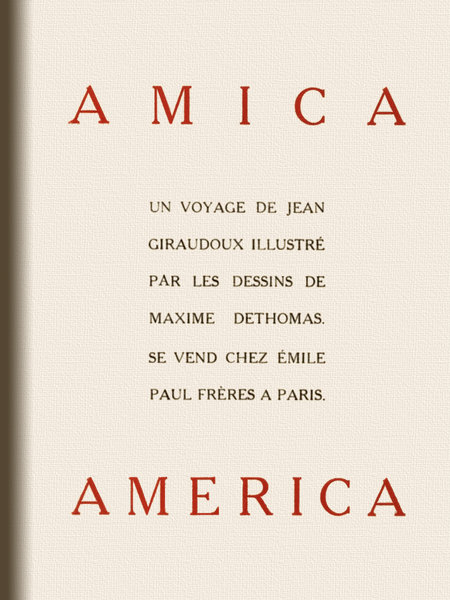 AMICA
UN VOYAGE DE JEAN
GIRAUDOUX ILLUSTRÉ
PAR LES DESSINS DE
MAXIME DETHOMAS.
SE VEND CHEZ ÉMILE
PAUL FRÈRES A PARIS.
AMERICA